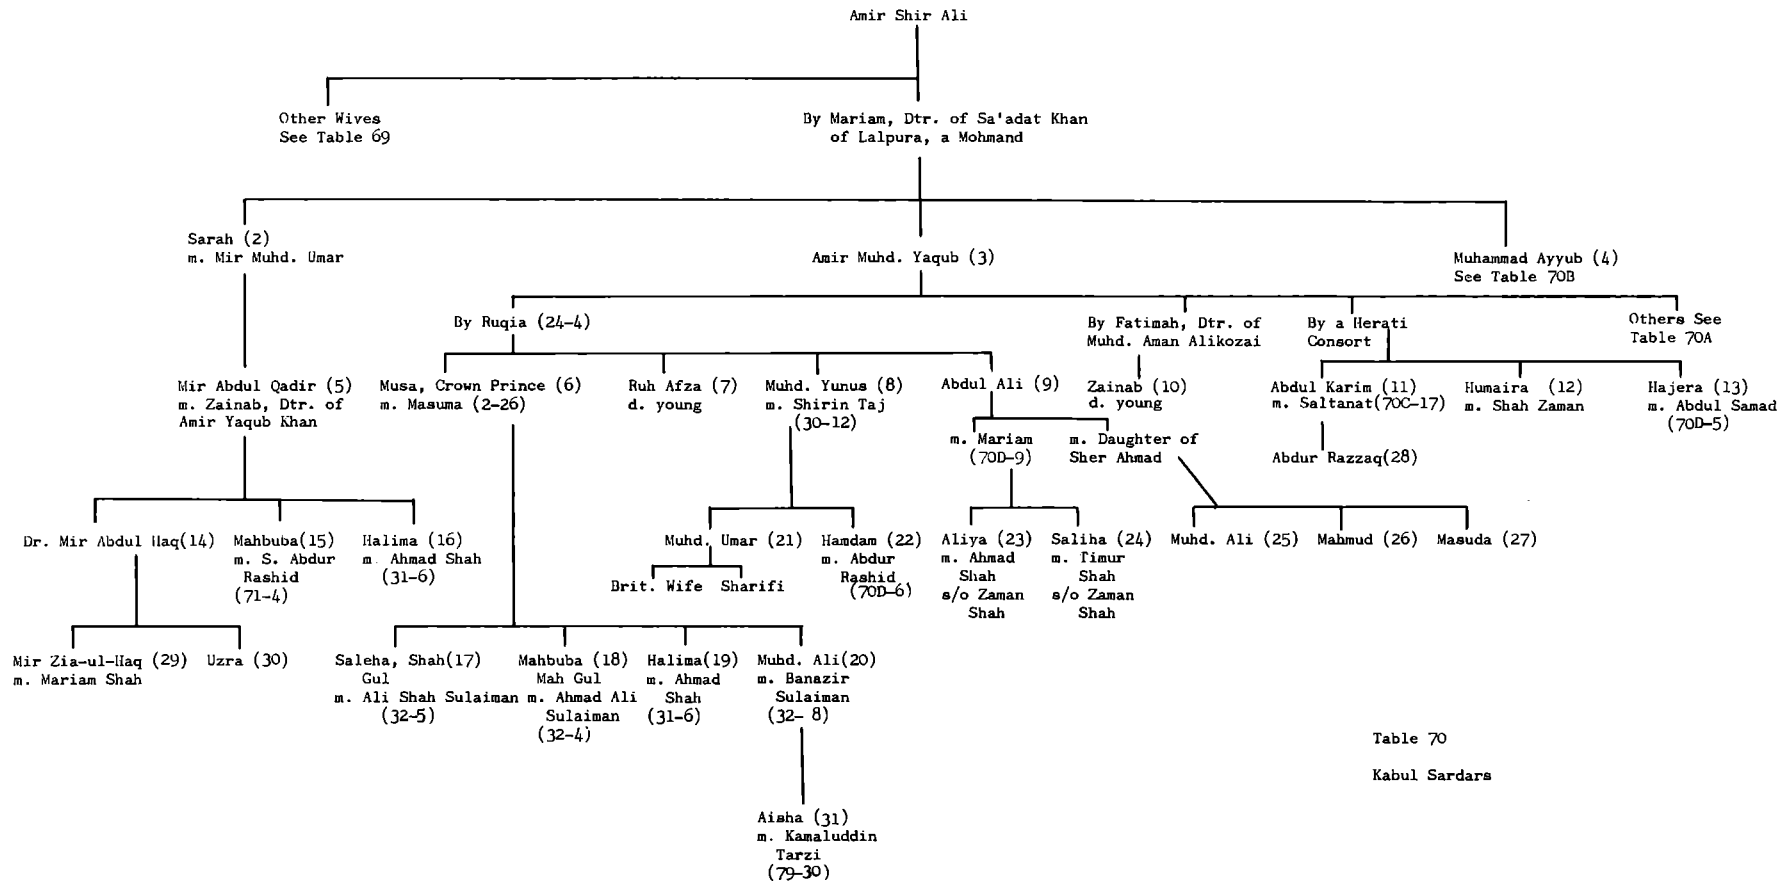 Amir Shir Ali
Other Wives
See Table 69
By Mariam, Dtr. of Sa'adat Khan
of Lalpura, a Mohmand
Sarah (2)
m. Mir Muhd. Umar
Amir Muhd. Yaqub (3)
Muhammad Ayyub (4)
See Table 70B
By Ruqia (24-4)
By Fatimah, Dtr. of
Muhd. Aman Alikozai
By a Herati
Consort
Others See
Table 70A
Mir Abdul Qadir (5)
m. Zainab, Dtr. of
Amir Yaqub Khan
Musa, Crown Prince (6)
m. Masuma (2-26)
Ruh Afza (7)
d. young
Muhd. Yunus (8)
m. Shirin Taj
(30-12)
Abdul Ali (9)
Zainab (10)
d. young
Abdul Karim (11)
m. Saltanat(70C-17)
Humaira (12)
m. Shah Zaman
Hajera (13)
m. Abdul Samad
(70D-5)
m. Mariam
(70D-9)
m. Daughter of
Sher Ahmad
Abdur Razzaq(28)
Dr. Mir Abdul Haq(14)
Mahbuba(15)
m. S. Abdur
Rashid
(71-4)
Halima (16)
m. Ahmad Shah
(31-6)
Muhd. Umar (21)
Hamdam (22)
m. Abdur
Rashid
(70D-6)
Aliya (23)
m. Ahmad
Shah
s/o Zaman
Shah
Saliha (24)
m. Timur
Shah
s/o Zaman
Shah
Muhd. Ali (25)
Mahmud (26)
Masuda (27)
Brit. Wife
Sharifi
Mir Zia-ul-Haq (29)
m. Mariam Shah
Uzra (30)
Saleha, Shah(17)
Gul
m. Ali Shah Sulaiman
(32-5)
Mahbuba (18)
Mah Gul
m. Ahmad Ali
Sulaiman
(32-4)
Halima(19)
m. Ahmad
Shah
(31-6)
Muhd. Ali(20)
m. Banazir
Sulaiman
(32- 8)
Aisha (31)
m. Kamaluddin
Tarzi
(79-30)
Table 70
Kabul Sardars